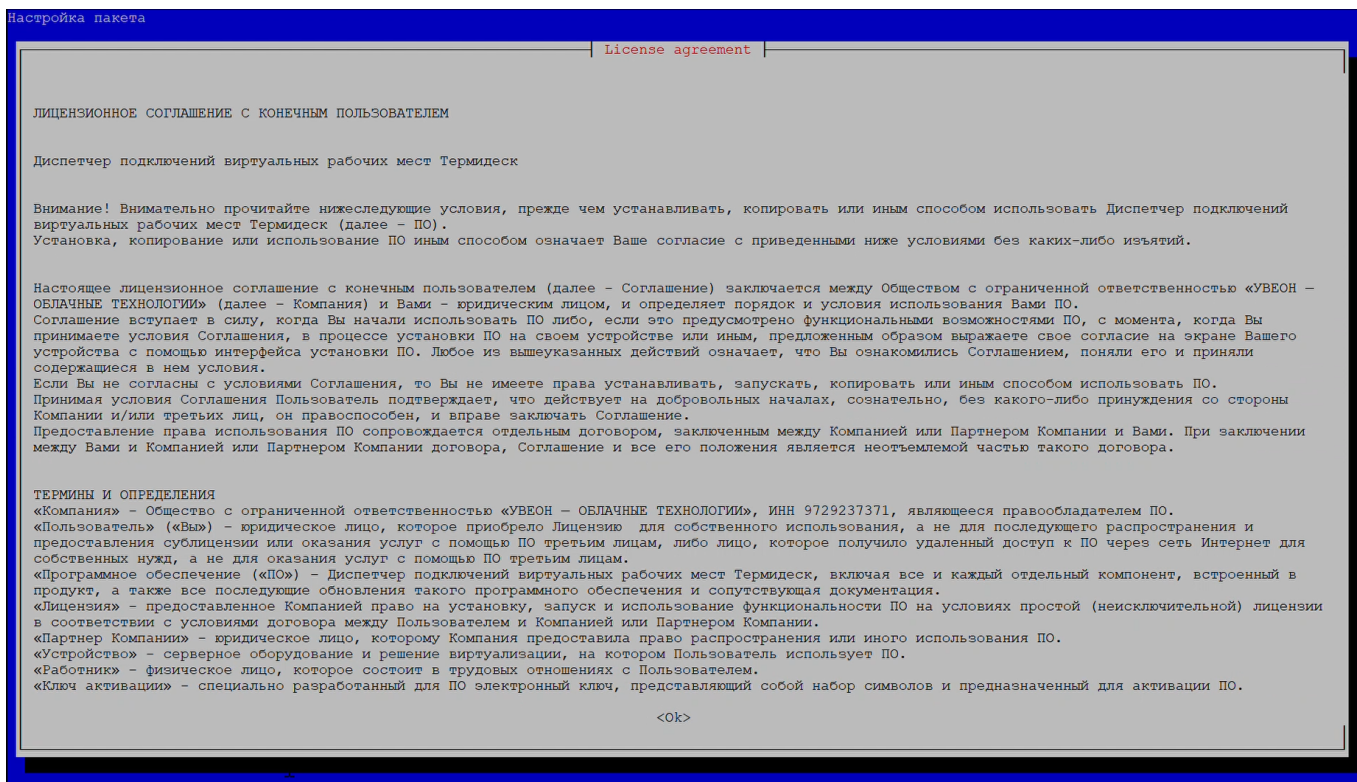 Настройка пакета
License agreement
ЛИЦЕНЗИОННОЕ СОГЛАШЕНИЕ С КОНЕЧНЫМ ПОЛЬЗОВАТЕЛЕМ
Диспетчер подключений виртуальных рабочих мест Термидеск
Внимание! Внимательно прочитайте нижеследующие условия, прежде чем устанавливать, копировать или иным способом использовать Диспетчер подключений
виртуальных рабочих мест Термидеск (далее – ПО).
Установка, копирование или использование ПО иным способом означает Ваше согласие с приведенными ниже условиями без каких-либо изъятий.
Настоящее лицензионное соглашение с конечным пользователем (далее – Соглашение) заключается между Обществом с ограниченной ответственностью «УВЕОН —
ОБЛАЧНЫЕ ТЕХНОЛОГИИ» (далее – Компания) и Вами – юридическим лицом, и определяет порядок и условия использования Вами ПО.
Соглашение вступает в силу, когда Вы начали использовать ПО либо, если это предусмотрено функциональными возможностями ПО, с момента, когда Вы
принимаете условия Соглашения, в процессе установки ПО на своем устройстве или иным, предложенным образом выражаете свое согласие на экране Вашего
устройства с помощью интерфейса установки ПО. Любое из вышеуказанных действий означает, что Вы ознакомились Соглашением, поняли его и приняли
содержащиеся в нем условия.
Если Вы не согласны с условиями Соглашения, то Вы не имеете права устанавливать, запускать, копировать или иным способом использовать ПО.
Принимая условия Соглашения Пользователь подтверждает, что действует на добровольных началах, сознательно, без какого-либо принуждения со стороны
Компании и/или третьих лиц, он правоспособен, и вправе заключать Соглашение.
Предоставление права использования ПО сопровождается отдельным договором, заключенным между Компанией или Партнером Компании и Вами. При заключении
между Вами и Компанией или Партнером Компании договора, Соглашение и все его положения является неотъемлемой частью такого договора.
ТЕРМИНЫ И ОПРЕДЕЛЕНИЯ
«Компания» – Общество с ограниченной ответственностью «УВЕОН — ОБЛАЧНЫЕ ТЕХНОЛОГИИ», ИНН 9729237371, являющееся правообладателем ПО.
«Пользователь» («Вы») – юридическое лицо, которое приобрело Лицензию  для собственного использования, а не для последующего распространения и
предоставления сублицензии или оказания услуг с помощью ПО третьим лицам, либо лицо, которое получило удаленный доступ к ПО через сеть Интернет для
собственных нужд, а не для оказания услуг с помощью ПО третьим лицам.
«Программное обеспечение («ПО») – Диспетчер подключений виртуальных рабочих мест Термидеск, включая все и каждый отдельный компонент, встроенный в
продукт, а также все последующие обновления такого программного обеспечения и сопутствующая документация.
«Лицензия» – предоставленное Компанией право на установку, запуск и использование функциональности ПО на условиях простой (неисключительной) лицензии
в соответствии с условиями договора между Пользователем и Компанией или Партнером Компании.
«Партнер Компании» – юридическое лицо, которому Компания предоставила право распространения или иного использования ПО.
«Устройство» – серверное оборудование и решение виртуализации, на котором Пользователь использует ПО.
«Работник» – физическое лицо, которое состоит в трудовых отношениях с Пользователем.
«Ключ активации» – специально разработанный для ПО электронный ключ, представляющий собой набор символов и предназначенный для активации ПО.
<Ok>